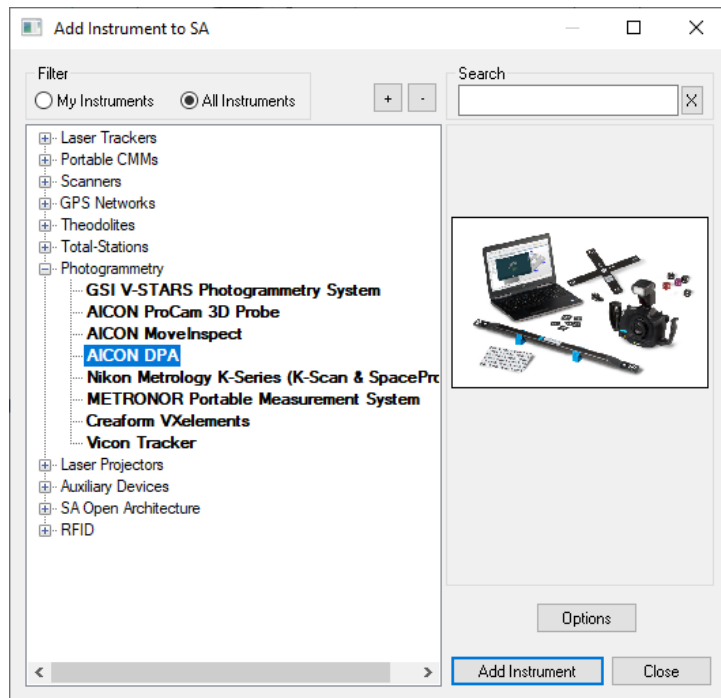 Add Instrument to SA
Filter
My Instruments
All Instruments
+
-
Search
X
Laser Trackers
Portable CMMs
Scanners
GPS Networks
Theodolites
Total-Stations
Photogrammetry
GSI V-STARS Photogrammetry System
AICON ProCam 3D Probe
AICON MoveInspect
AICON DPA
Nikon Metrology K-Series (K-Scan & SpacePro
METRONOR Portable Measurement System
Creaform VXelements
Vicon Tracker
Laser Projectors
Auxiliary Devices
SA Open Architecture
RFID
Options
Add Instrument
Close